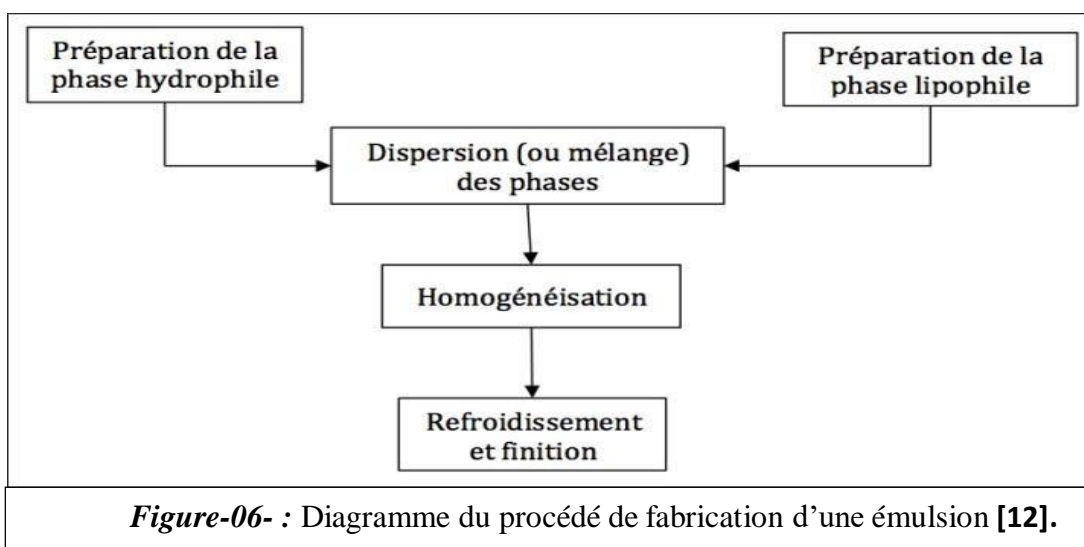 Préparation de la
phase hydrophile
Préparation de la
phase lipophile
Dispersion (ou mélange)
des phases
Homogénéisation
Refroidissement
et finition
Figure-06- : Diagramme du procédé de fabrication d’une émulsion [12].